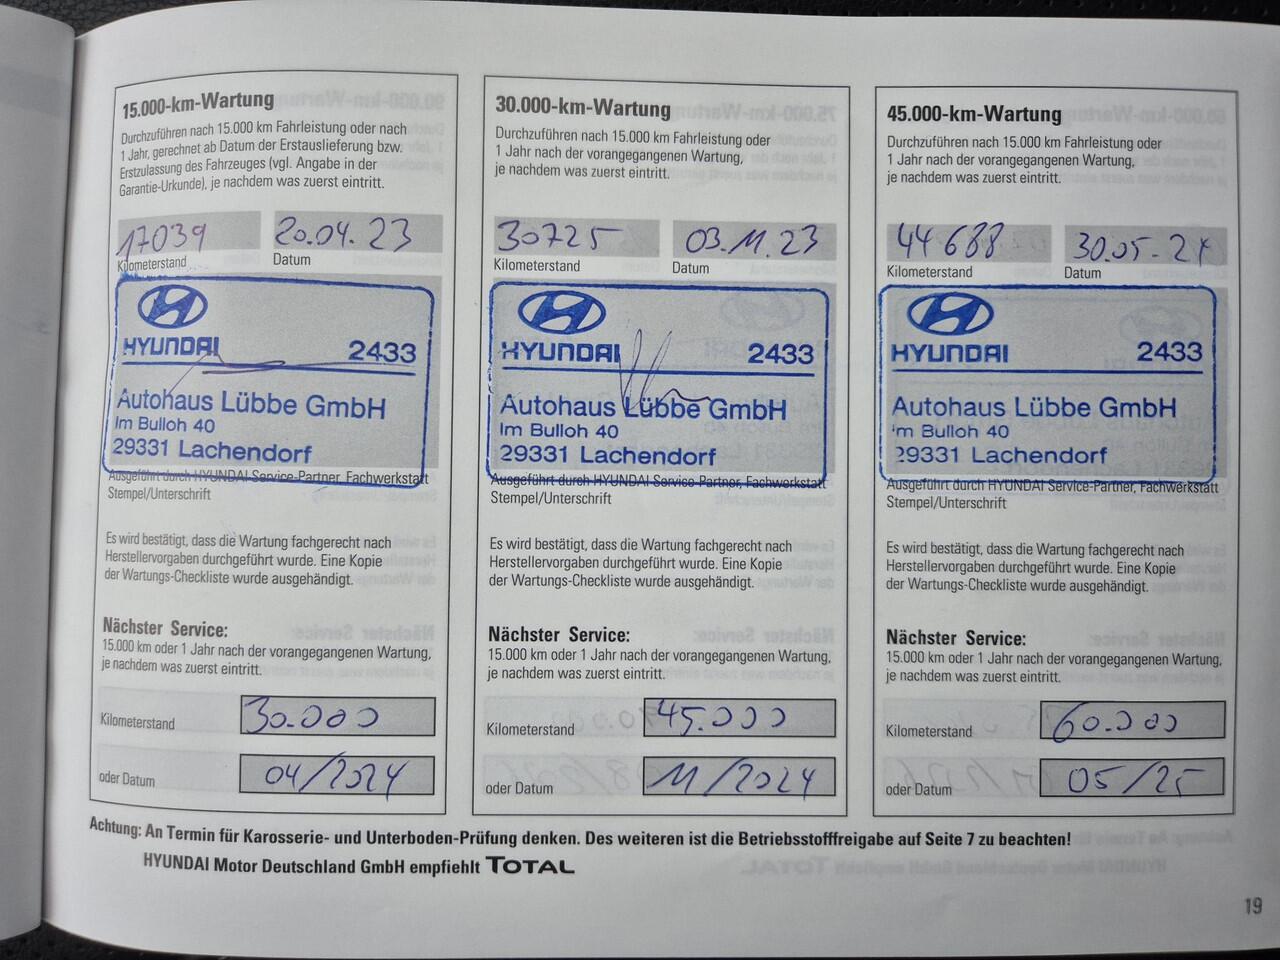 15.000-km-Wartung
Durchzuführen nach 15.000 km Fahrleistung oder nach
1 Jahr, gerechnet ab Datum der Erstauslieferung bzw.
Erstzulassung des Fahrzeuges (vgl. Angabe in der
Garantie-Urkunde), je nachdem was zuerst eintritt.
17039 20.04.23
Kilometerstand Datum
HYUNDAI 2433
Autohaus Lübbe GmbH
Im Bulloh 40
29331 Lachendorf
Ausgeführt durch HYUNDAI Service-Partner, Fachwerkstatt
Stempel/Unterschrift
Es wird bestätigt, dass die Wartung fachgerecht nach
Herstellervorgaben durchgeführt wurde. Eine Kopie
der Wartungs-Checkliste wurde ausgehändigt.
Nächster Service:
15.000 km oder 1 Jahr nach der vorangegangenen Wartung,
je nachdem was zuerst eintritt.
Kilometerstand 30.000
oder Datum 04/2024
30.000-km-Wartung
Durchzuführen nach 15.000 km Fahrleistung oder
1 Jahr nach der vorangegangenen Wartung,
je nachdem was zuerst eintritt.
30725 03.11.23
Kilometerstand Datum
HYUNDAI 2433
Autohaus Lübbe GmbH
Im Bulloh 40
29331 Lachendorf
Ausgeführt durch HYUNDAI Service-Partner, Fachwerkstatt
Stempel/Unterschrift
Es wird bestätigt, dass die Wartung fachgerecht nach
Herstellervorgaben durchgeführt wurde. Eine Kopie
der Wartungs-Checkliste wurde ausgehändigt.
Nächster Service:
15.000 km oder 1 Jahr nach der vorangegangenen Wartung,
je nachdem was zuerst eintritt.
Kilometerstand 45.000
oder Datum 11/2024
45.000-km-Wartung
Durchzuführen nach 15.000 km Fahrleistung oder
1 Jahr nach der vorangegangenen Wartung,
je nachdem was zuerst eintritt.
44688 30.05.24
Kilometerstand Datum
HYUNDAI 2433
Autohaus Lübbe GmbH
Im Bulloh 40
29331 Lachendorf
Ausgeführt durch HYUNDAI Service-Partner, Fachwerkstatt
Stempel/Unterschrift
Es wird bestätigt, dass die Wartung fachgerecht nach
Herstellervorgaben durchgeführt wurde. Eine Kopie
der Wartungs-Checkliste wurde ausgehändigt.
Nächster Service:
15.000 km oder 1 Jahr nach der vorangegangenen Wartung,
je nachdem was zuerst eintritt.
Kilometerstand 60.000
oder Datum 05/25
Achtung: An Termin für Karosserie- und Unterboden-Prüfung denken. Des weiteren ist die Betriebsstofffreigabe auf Seite 7 zu beachten!
HYUNDAI Motor Deutschland GmbH empfiehlt TOTAL
19